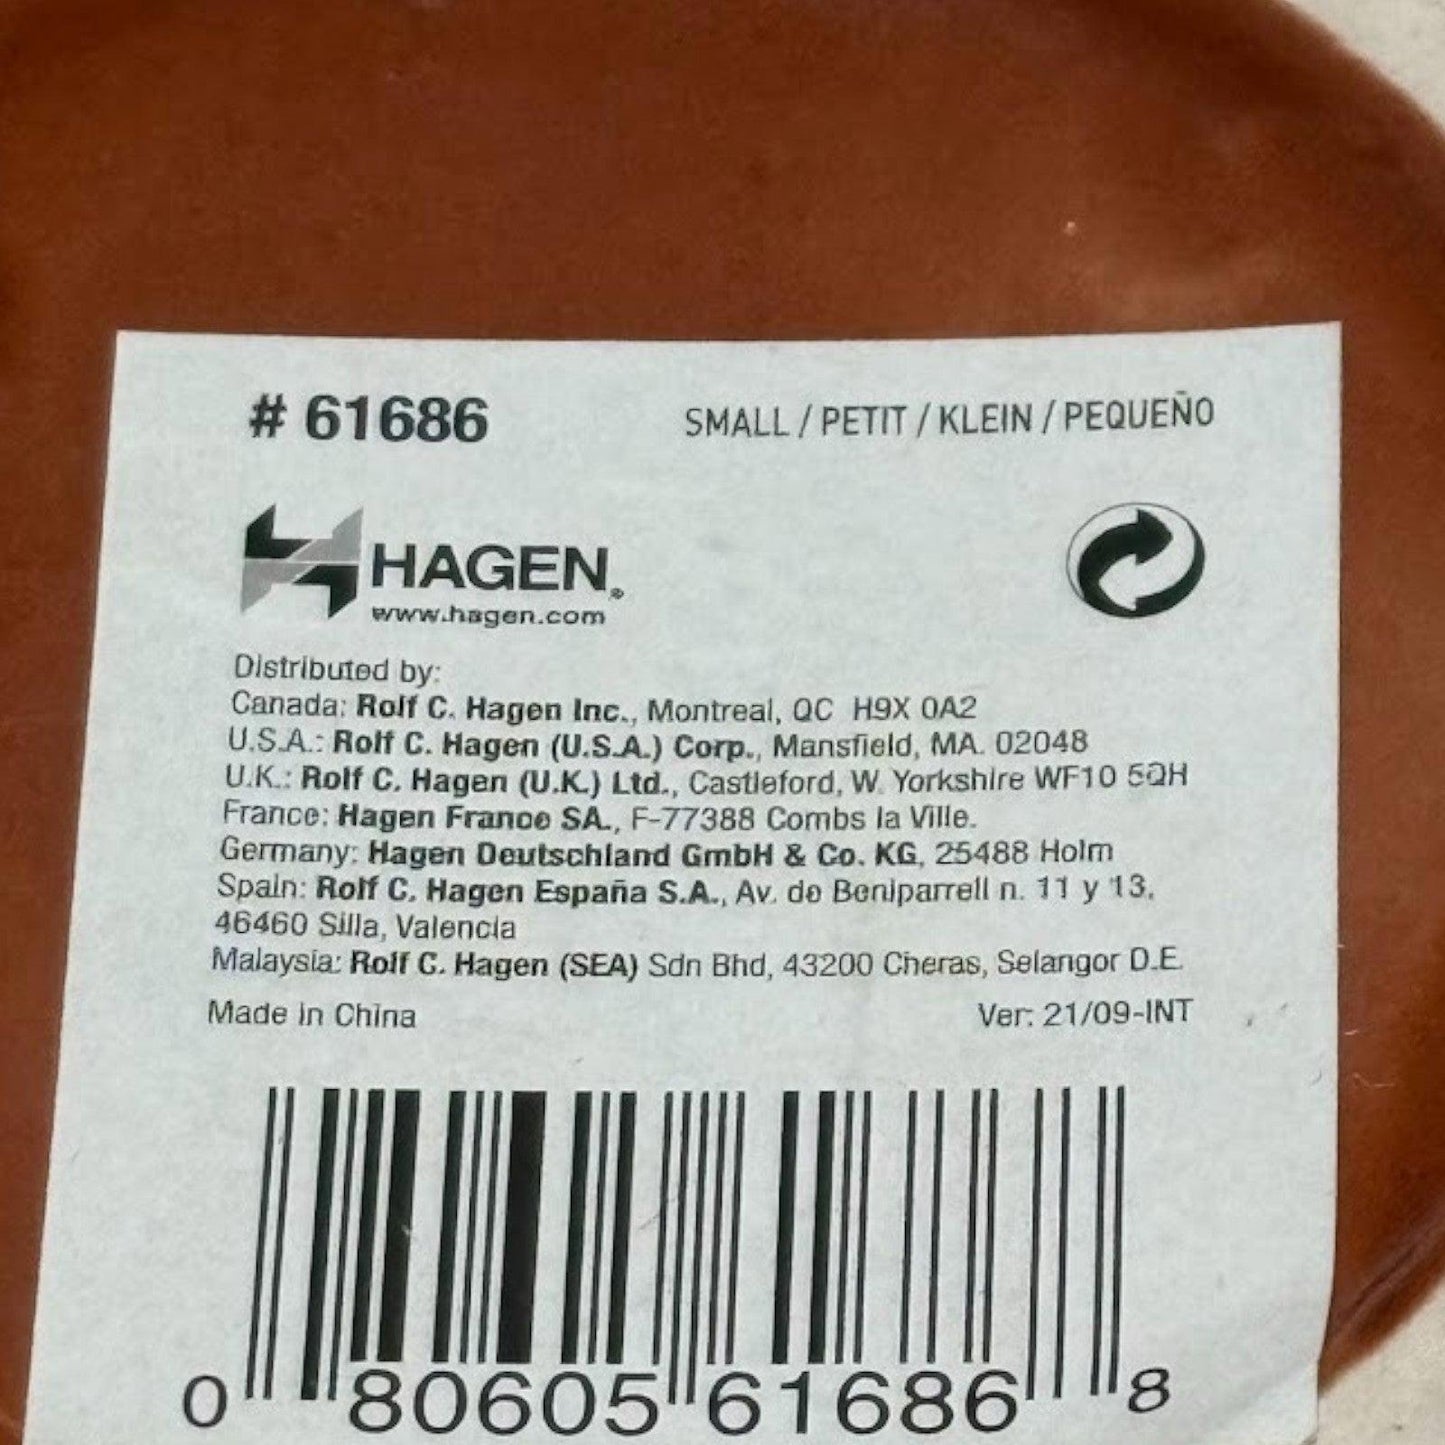 # 61686
SMALL / PETIT / KLEIN / PEQUEÑO
HAGEN®
www.hagen.com
Distributed by:
Canada: Rolf C. Hagen Inc., Montreal, QC H9X 0A2
U.S.A.: Rolf C. Hagen (U.S.A.) Corp., Mansfield, MA. 02048
U.K.: Rolf C. Hagen (U.K.) Ltd., Castleford, W. Yorkshire WF10 5QH
France: Hagen France SA., F-77388 Combs la Ville.
Germany: Hagen Deutschland GmbH & Co. KG, 25488 Holm
Spain: Rolf C. Hagen España S.A., Av. de Beniparrell n. 11 y 13,
46460 Silla, Valencia
Malaysia: Rolf C. Hagen (SEA) Sdn Bhd, 43200 Cheras, Selangor D.E.
Made in China
Ver: 21/09-INT
0 80605 61686 8